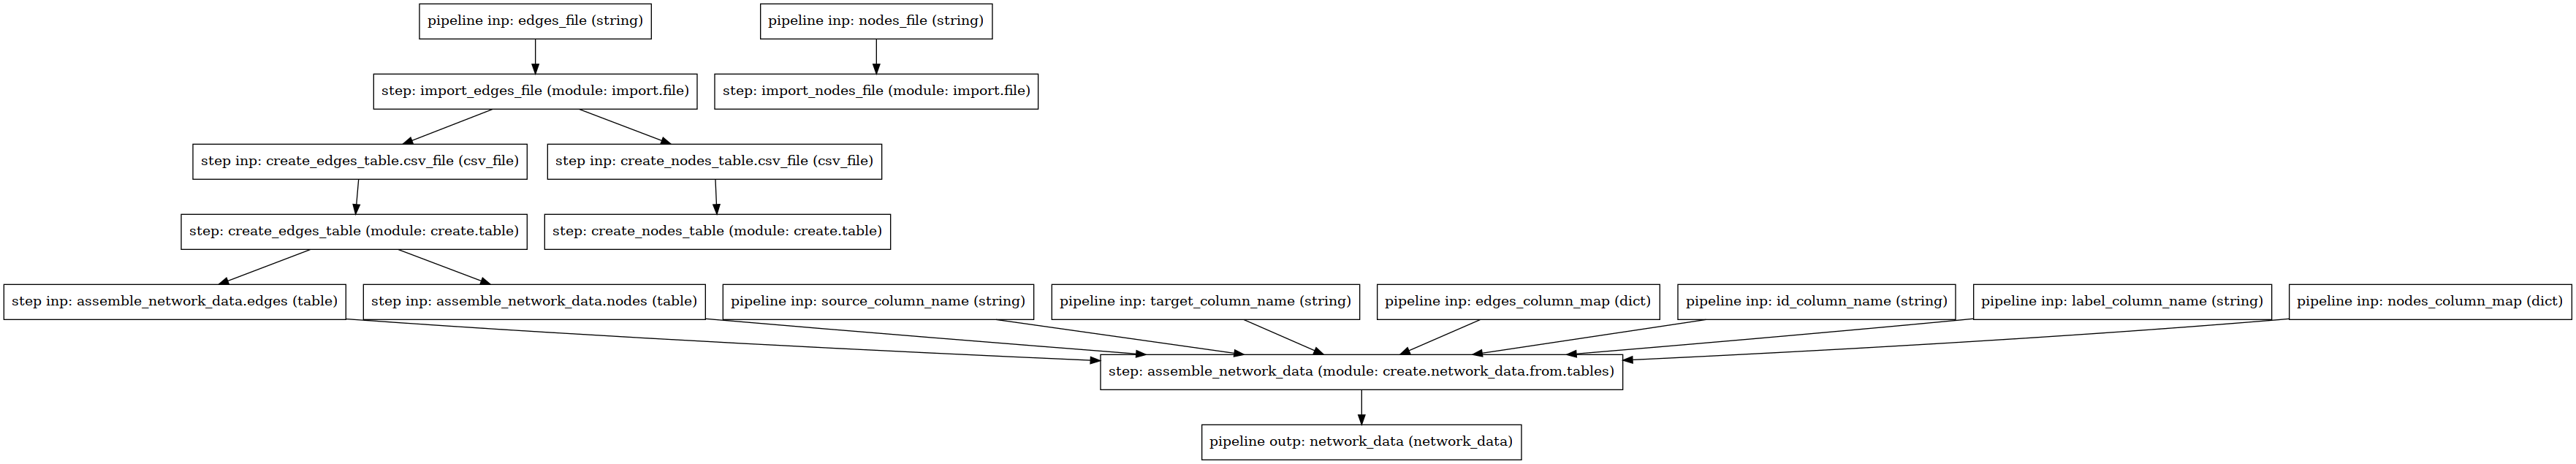 pipeline inp: edges_file (string)
pipeline inp: nodes_file (string)
step: import_edges_file (module: import.file)
step: import_nodes_file (module: import.file)
step inp: create_edges_table.csv_file (csv_file)
step inp: create_nodes_table.csv_file (csv_file)
step: create_edges_table (module: create.table)
step: create_nodes_table (module: create.table)
step inp: assemble_network_data.edges (table)
step inp: assemble_network_data.nodes (table)
pipeline inp: source_column_name (string)
pipeline inp: target_column_name (string)
pipeline inp: edges_column_map (dict)
pipeline inp: id_column_name (string)
pipeline inp: label_column_name (string)
pipeline inp: nodes_column_map (dict)
step: assemble_network_data (module: create.network_data.from.tables)
pipeline outp: network_data (network_data)